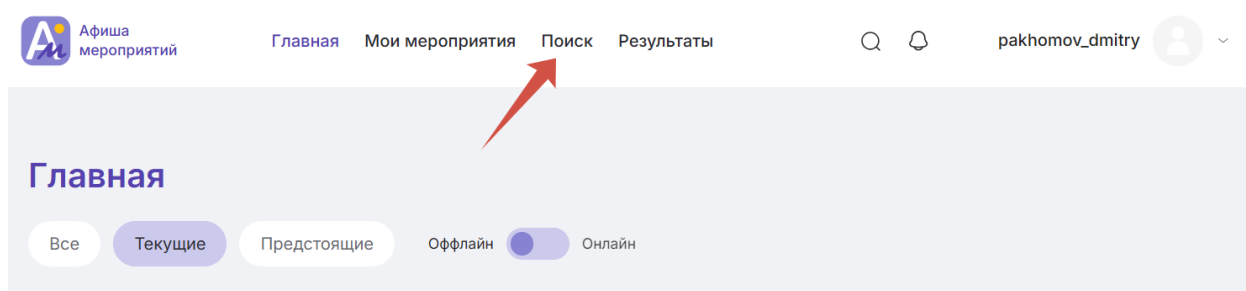 Афиша
мероприятий
Главная Мои мероприятия Поиск Результаты pakhomov_dmitry
Главная
Все Текущие Предстоящие Оффлайн Онлайн